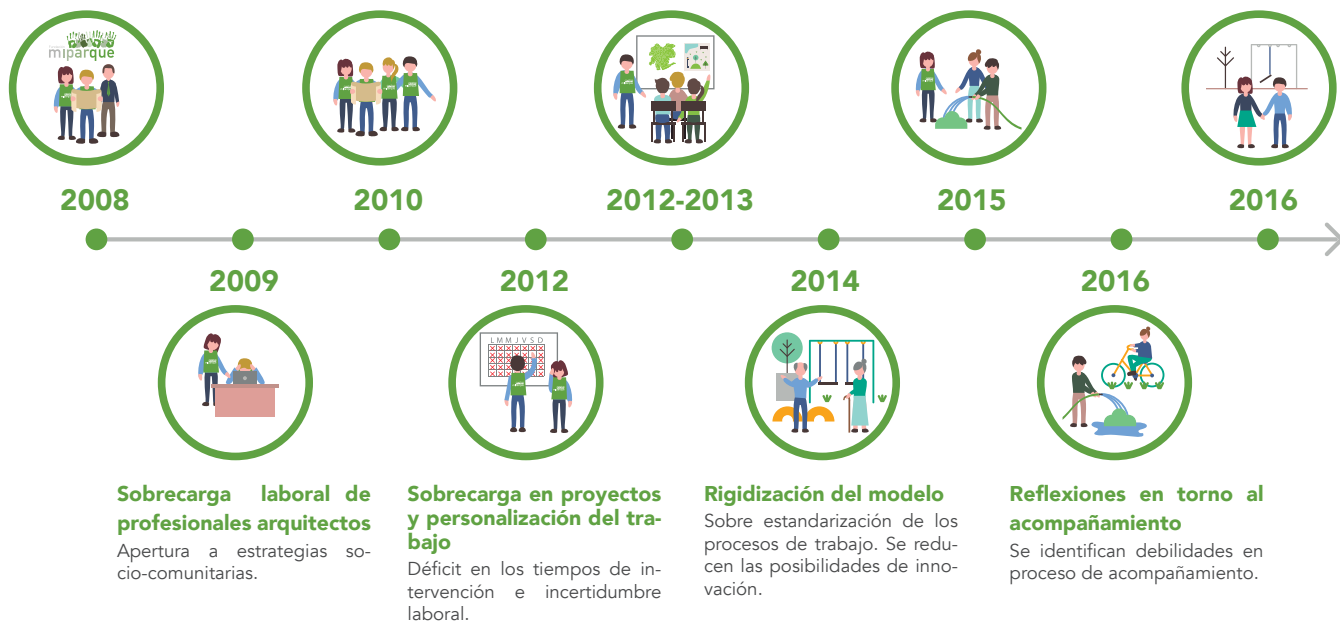 miparque
2008
2010
2012-2013
2015
2016
2009
2012
2014
2016
L M M J V S D
Sobrecarga laboral de
profesionales arquitectos
Apertura a estrategias so-
cio-comunitarias.
Sobrecarga en proyectos
y personalización del tra-
bajo
Déficit en los tiempos de in-
tervención e incertidumbre
laboral.
Rigidización del modelo
Sobre estandarización de los
procesos de trabajo. Se redu-
cen las posibilidades de inno-
vación.
Reflexiones en torno al
acompañamiento
Se identifican debilidades en
proceso de acompañamiento.